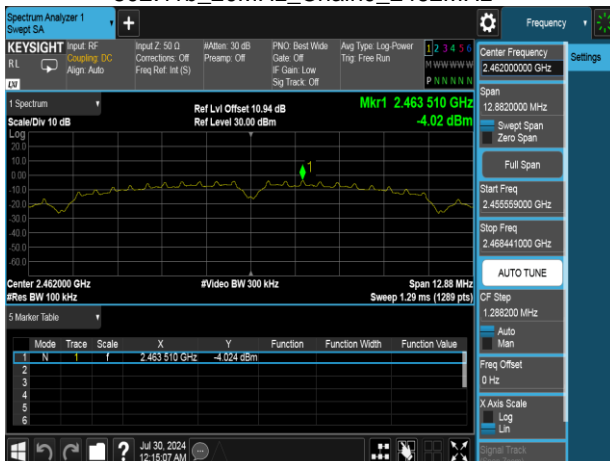 Spectrum Analyzer 1
Swept SA
+
Frequency
KEYSIGHT
RL
LXI
Input: RF
Coupling: DC
Align: Auto
Input Z: 50 Ω
Corrections: Off
Freq Ref: Int (S)
#Atten: 30 dB
Preamp: Off
PNO: Best Wide
Gate: Off
IF Gain: Low
Sig Track: Off
Avg Type: Log-Power
Trig: Free Run
1 2 3 4 5 6
M W W W W W
P N N N N N
1 Spectrum
Scale/Div 10 dB
Ref Lvl Offset 10.94 dB
Ref Level 30.00 dBm
Mkr1 2.463 510 GHz
-4.02 dBm
Log
20.0
10.0
0.00
-10.0
-20.0
-30.0
-40.0
-50.0
-60.0
1
Center 2.462000 GHz
#Res BW 100 kHz
#Video BW 300 kHz
Span 12.88 MHz
Sweep 1.29 ms (1289 pts)
5 Marker Table
Mode Trace Scale X Y Function Function Width Function Value
1 N 1 f 2.463 510 GHz -4.024 dBm
2
3
4
5
6
?
Jul 30, 2024
12:15:07 AM
Center Frequency
2.462000000 GHz
Settings
Span
12.8820000 MHz
Swept Span
Zero Span
Full Span
Start Freq
2.455559000 GHz
Stop Freq
2.468441000 GHz
AUTO TUNE
CF Step
1.288200 MHz
Auto
Man
Freq Offset
0 Hz
X Axis Scale
Log
Lin
Signal Track